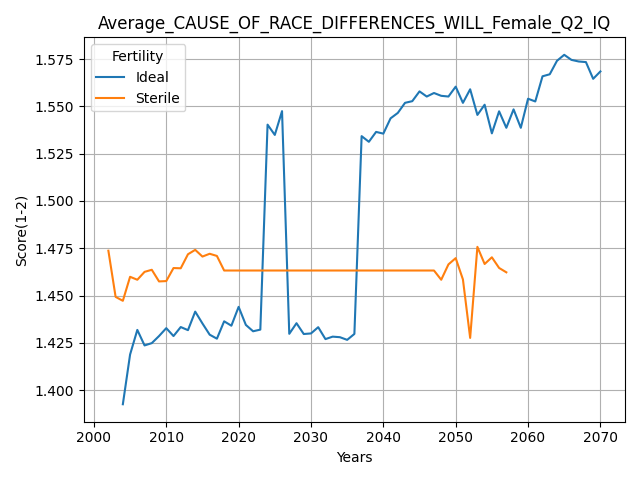 Average_CAUSE_OF_RACE_DIFFERENCES_WILL_Female_Q2_IQ
Fertility
Ideal
Sterile
Score(1-2)
1.575
1.550
1.525
1.500
1.475
1.450
1.425
1.400
2000 2010 2020 2030 2040 2050 2060 2070
Years